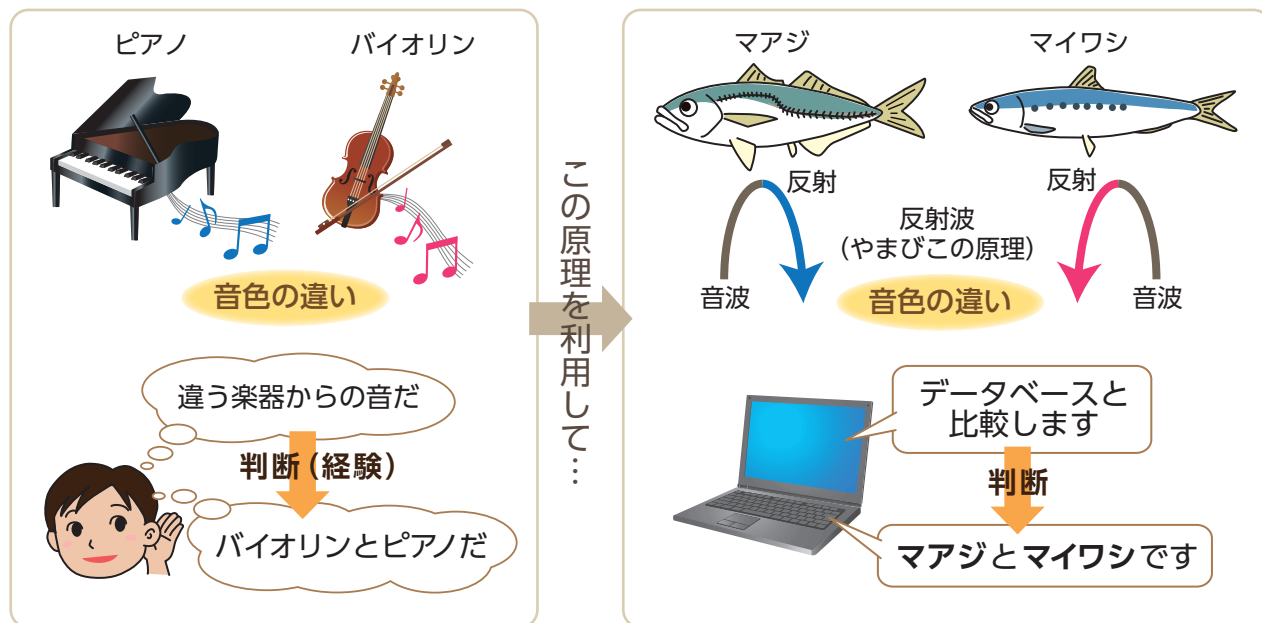 ピアノ
バイオリン
音色の違い
違う楽器からの音だ
判断(経験)
バイオリンとピアノだ
この原理を利用して…
マアジ
マイワシ
反射
反射
反射波
(やまびこの原理)
音波
音色の違い
音波
データベースと
比較します
判断
マアジとマイワシです